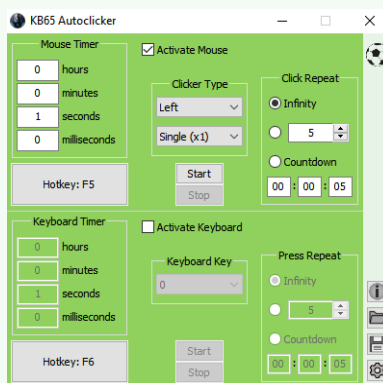 KB65 Autoclicker
Mouse Timer
0 hours
0 minutes
1 seconds
0 milliseconds
Hotkey: F5
Activate Mouse
Clicker Type
Left
Single (x1)
Start
Stop
Click Repeat
Infinity
5
Countdown
00 : 00 : 05
Keyboard Timer
0 hours
0 minutes
1 seconds
0 milliseconds
Hotkey: F6
Activate Keyboard
Keyboard Key
0
Start
Stop
Press Repeat
Infinity
5
Countdown
00 : 00 : 05